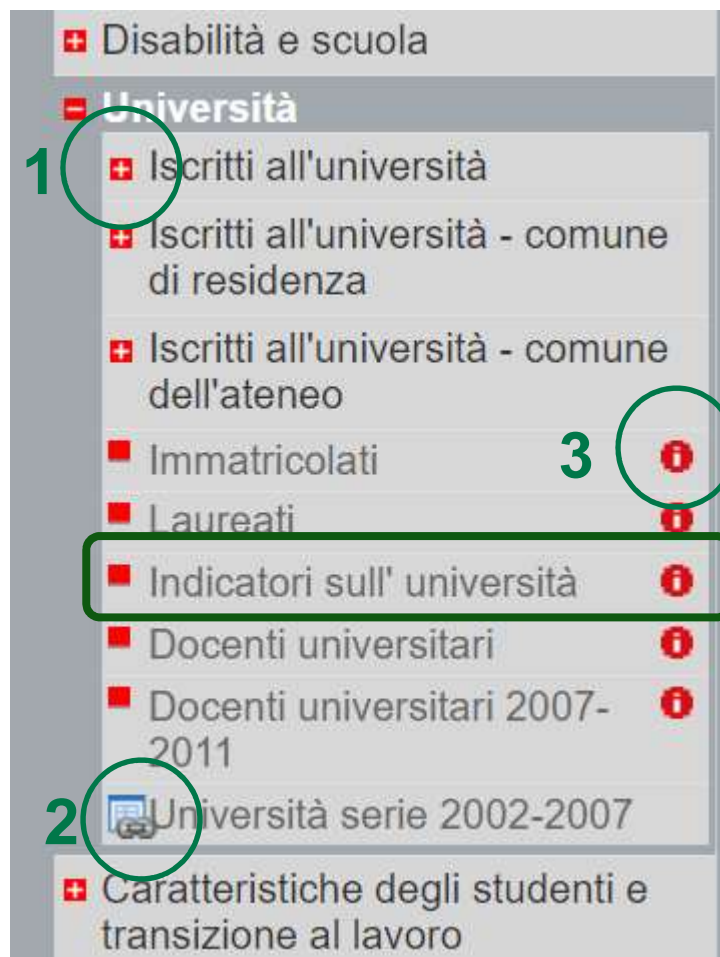 Disabilità e scuola
Università
1
Iscritti all'università
Iscritti all'università - comune
di residenza
Iscritti all'università - comune
dell'ateneo
Immatricolati
3
Laureati
Indicatori sull' università
Docenti universitari
Docenti universitari 2007-
2011
2
Università serie 2002-2007
Caratteristiche degli studenti e
transizione al lavoro